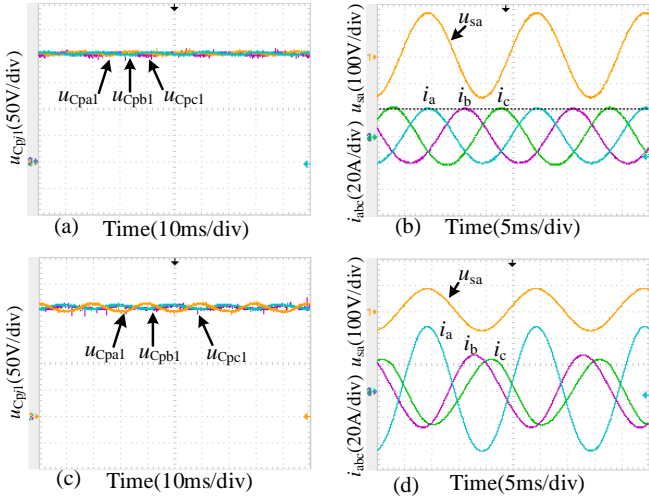 u_Cpj1(50V/div)
u_Cpa1 u_Cpb1 u_Cpc1
(a) Time(10ms/div)
i_abc(20A/div) u_sa(100V/div)
u_sa
i_a i_b i_c
(b) Time(5ms/div)
u_Cpj1(50V/div)
u_Cpa1 u_Cpb1 u_Cpc1
(c) Time(10ms/div)
i_abc(20A/div) u_sa(100V/div)
u_sa
i_a
i_b i_c
(d) Time(5ms/div)